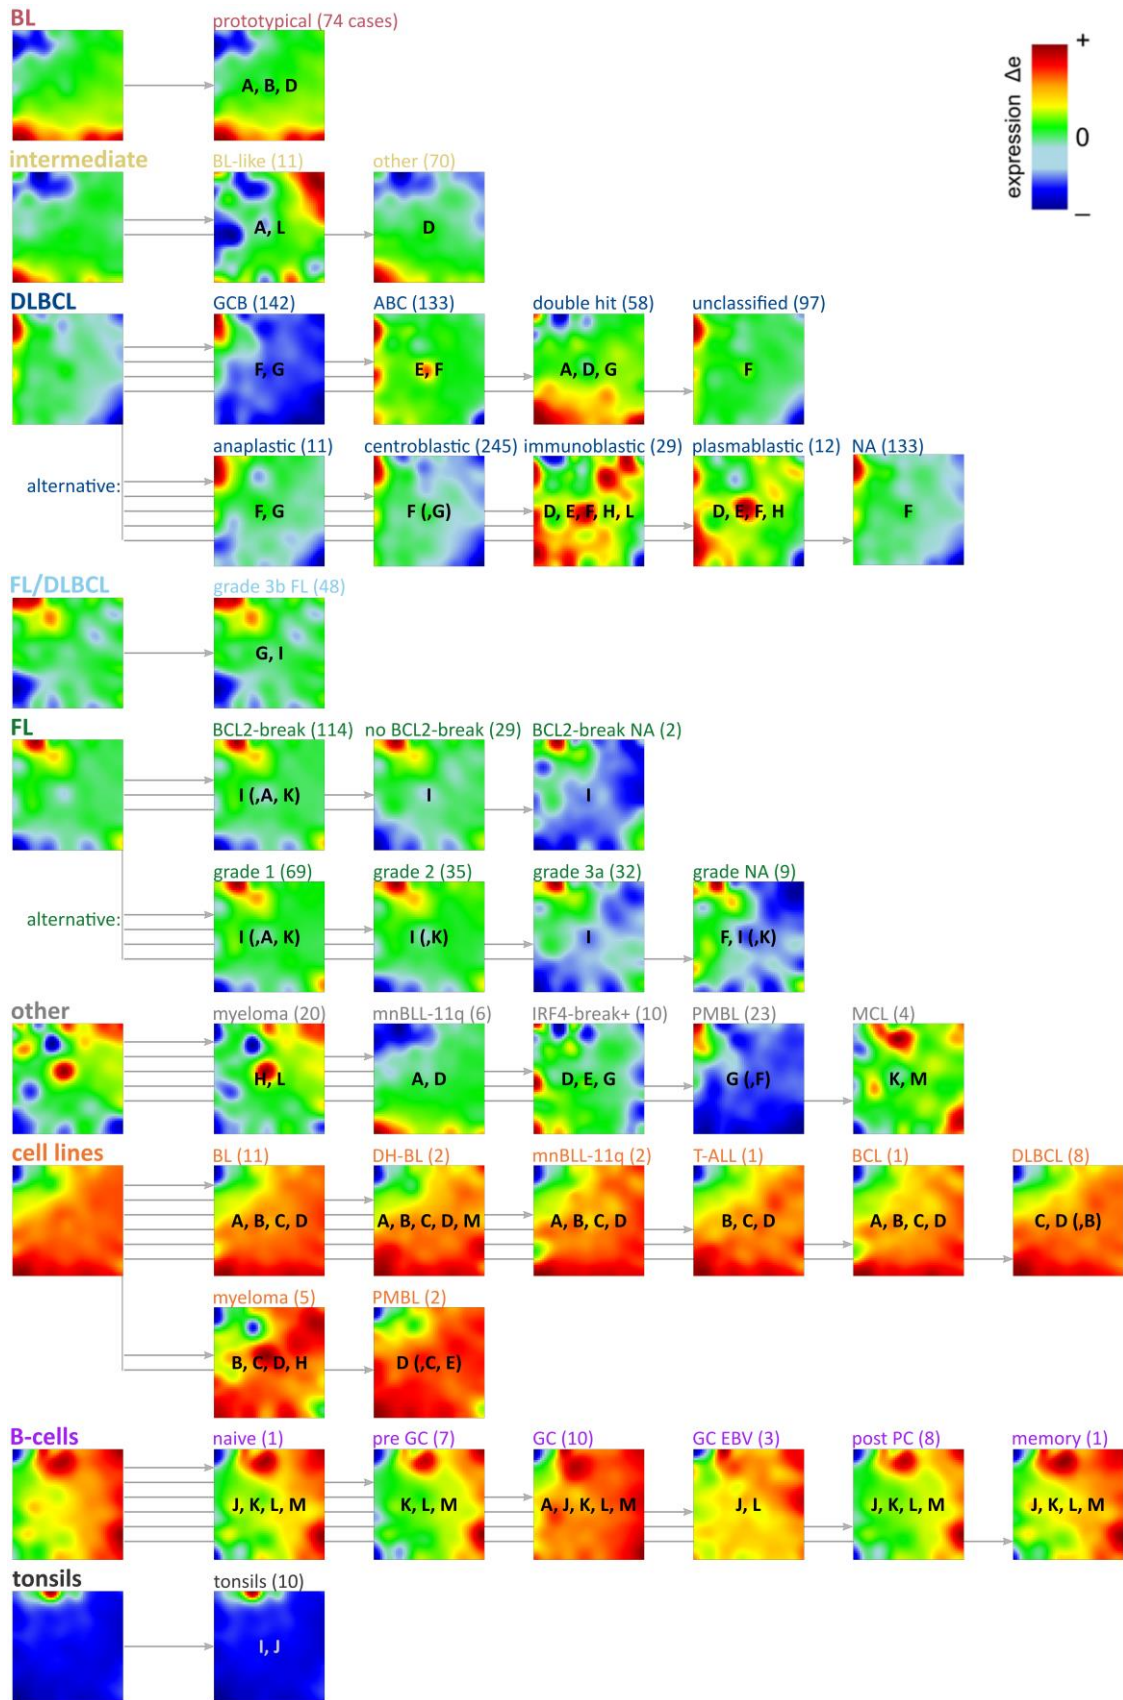 BL
prototypical (74 cases)
A, B, D
+
expression Δe
0
–
intermediate
BL-like (11)
other (70)
A, L
D
DLBCL
GCB (142)
ABC (133)
double hit (58)
unclassified (97)
F, G
E, F
A, D, G
F
alternative:
anaplastic (11)
centroblastic (245)
immunoblastic (29)
plasmablastic (12)
NA (133)
F, G
F (,G)
D, E, F, H, L
D, E, F, H
F
FL/DLBCL
grade 3b FL (48)
G, I
FL
BCL2-break (114)
no BCL2-break (29)
BCL2-break NA (2)
I (,A, K)
I
I
alternative:
grade 1 (69)
grade 2 (35)
grade 3a (32)
grade NA (9)
I (,A, K)
I (,K)
I
F, I (,K)
other
myeloma (20)
mnBLL-11q (6)
IRF4-break+ (10)
PMBL (23)
MCL (4)
H, L
A, D
D, E, G
G (,F)
K, M
cell lines
BL (11)
DH-BL (2)
mnBLL-11q (2)
T-ALL (1)
BCL (1)
DLBCL (8)
A, B, C, D
A, B, C, D, M
A, B, C, D
B, C, D
A, B, C, D
C, D (,B)
myeloma (5)
PMBL (2)
B, C, D, H
D (,C, E)
B-cells
naive (1)
pre GC (7)
GC (10)
GC EBV (3)
post PC (8)
memory (1)
J, K, L, M
K, L, M
A, J, K, L, M
J, L
J, K, L, M
J, K, L, M
tonsils
tonsils (10)
I, J